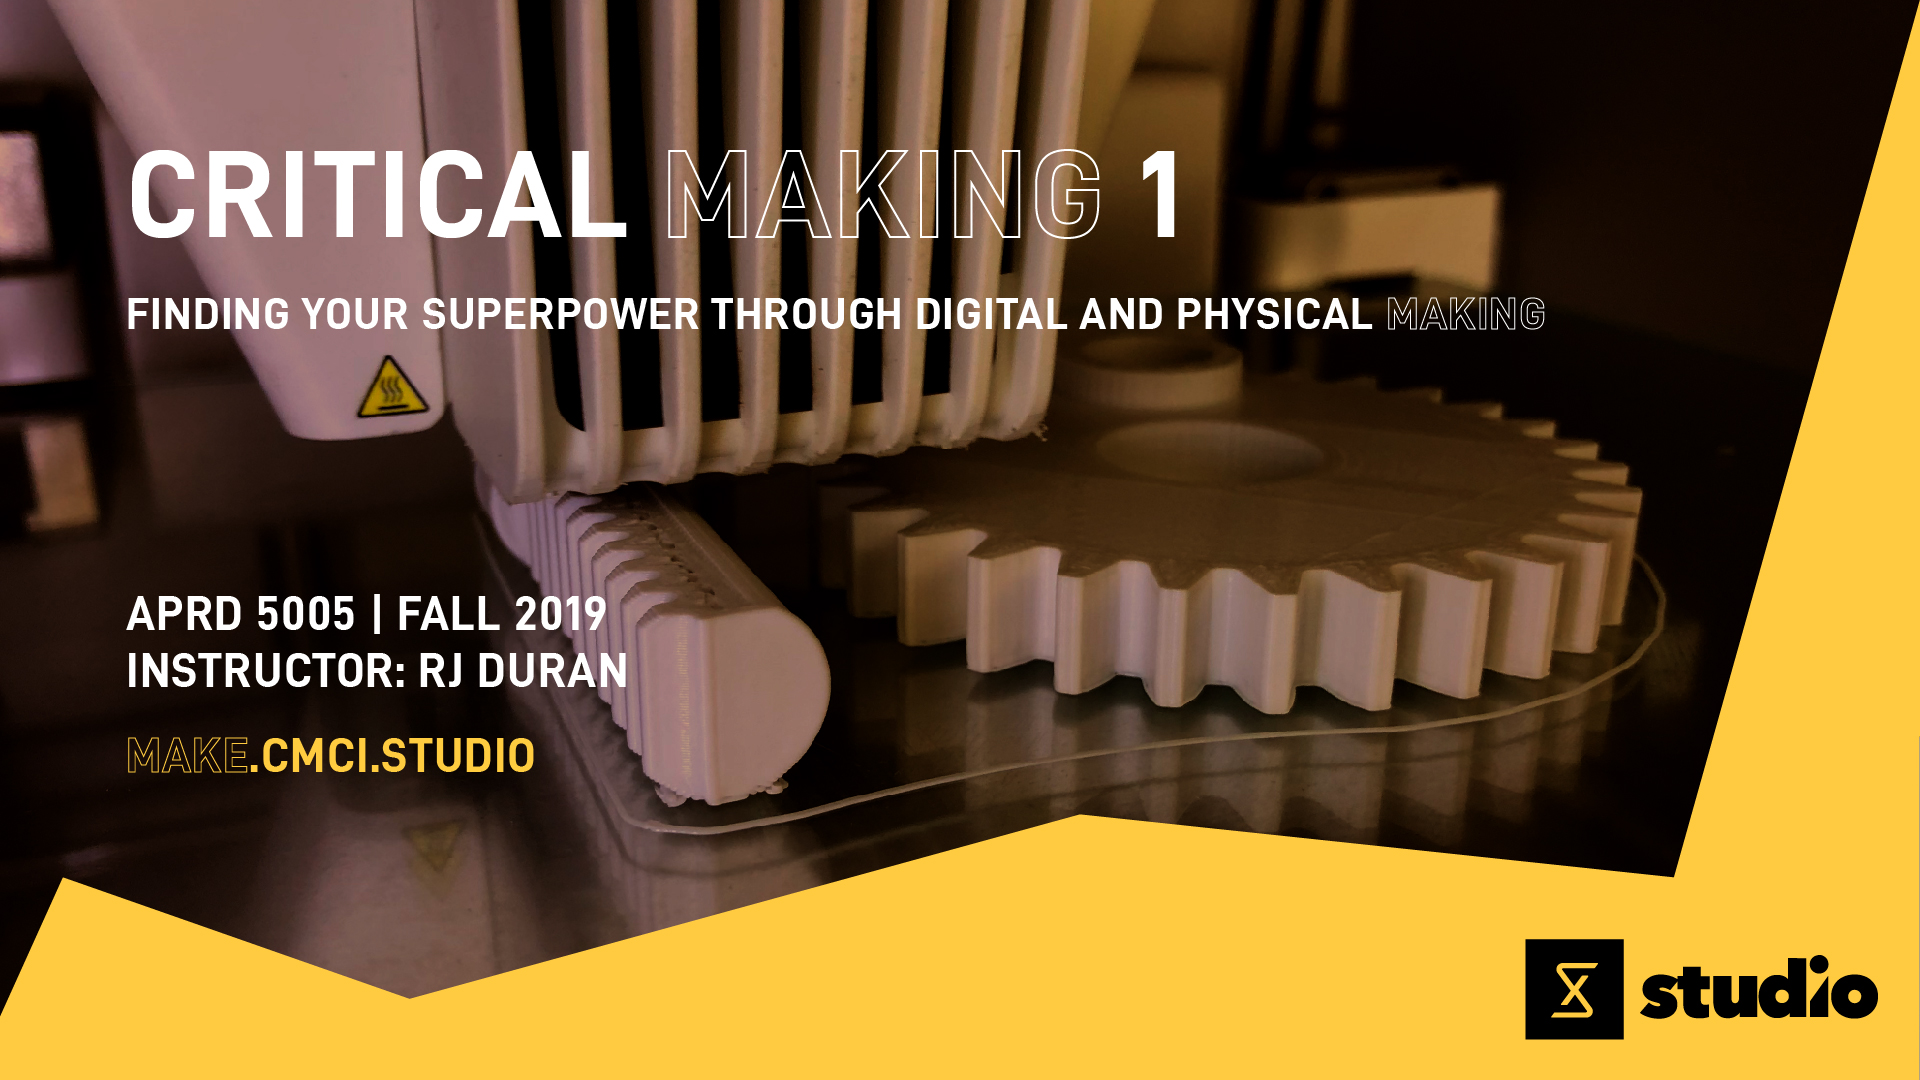 CRITICAL MAKING 1
FINDING YOUR SUPERPOWER THROUGH DIGITAL AND PHYSICAL MAKING
APRD 5005 | FALL 2019
INSTRUCTOR: RJ DURAN
MAKE.CMCI.STUDIO
studio